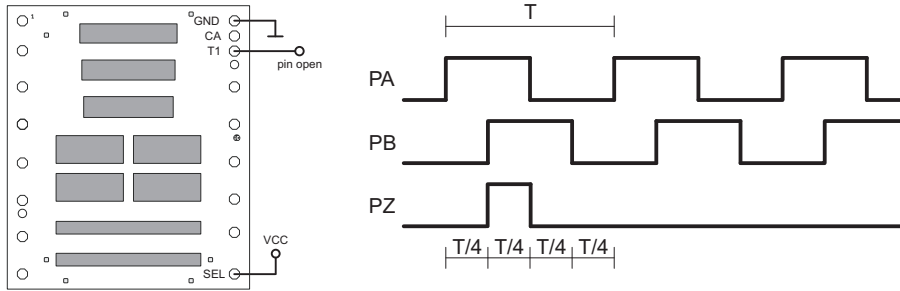 1
GND
CA
T1
pin open
VCC
SEL
T
PA
PB
PZ
T/4 T/4 T/4 T/4